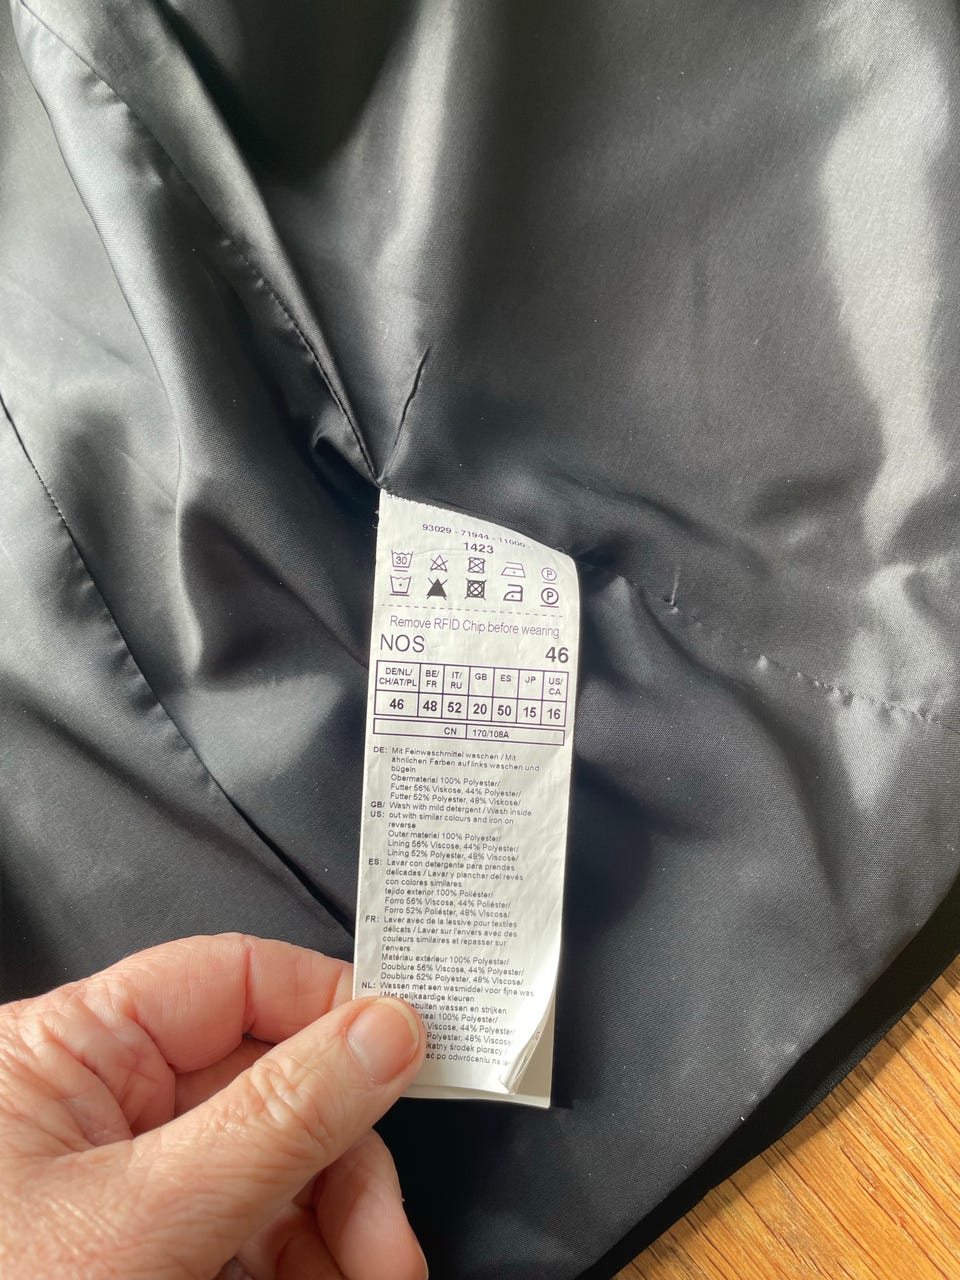 93029 - 71944 - 11000
1423
30 P
P
Remove RFID Chip before wearing
NOS 46
DE/NL/ CH/AT/PL BE/ FR IT/ RU GB ES JP US/ CA
46 48 52 20 50 15 16
CN 170/108A
DE: Mit Feinwaschmittel waschen / Mit
ähnlichen Farben auf links waschen und
bügeln
Obermaterial 100% Polyester/
Futter 56% Viskose, 44% Polyester/
Futter 52% Polyester, 48% Viskose/
GB/ US: Wash with mild detergent / Wash inside
out with similar colours and iron on
reverse
Outer material 100% Polyester/
Lining 56% Viscose, 44% Polyester/
Lining 52% Polyester, 48% Viscose/
ES: Lavar con detergente para prendas
delicadas / Lavar y planchar del revés
con colores similares
tejido exterior 100% Poliéster/
Forro 56% Viscosa, 44% Poliéster/
Forro 52% Poliéster, 48% Viscosa/
FR: Laver avec de la lessive pour textiles
délicats / Laver sur l'envers avec des
couleurs similaires et repasser sur
l'envers
Matériau extérieur 100% Polyester/
Doublure 56% Viscose, 44% Polyester/
Doublure 52% Polyester, 48% Viscose/
NL: Wassen met een wasmiddel voor fijne was
/ Met gelijkaardige kleuren
wassen en strijken
100% Polyester/
Viscose, 44% Polyester/
Polyester, 48% Viscose/
środek piorący /
po odwróceniu na